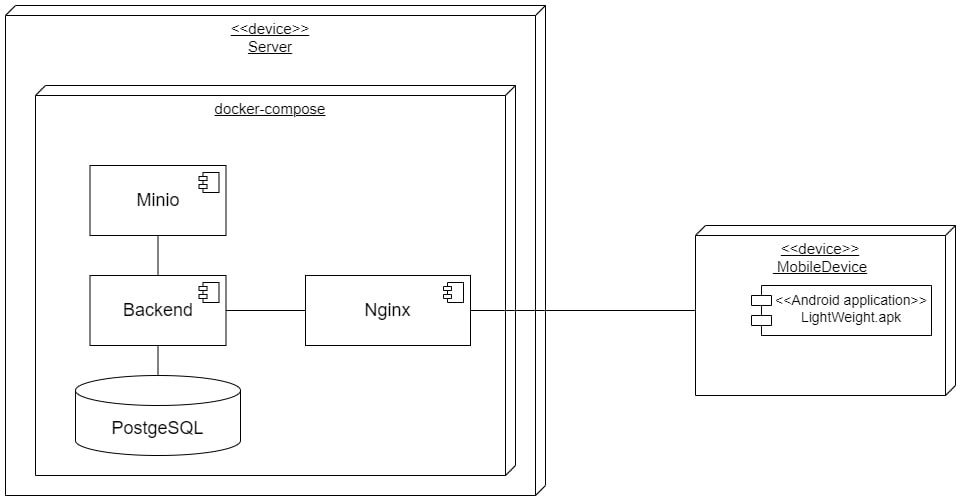 <<device>>
Server
docker-compose
Minio
Backend
Nginx
PostgeSQL
<<device>>
MobileDevice
<<Android application>>
LightWeight.apk